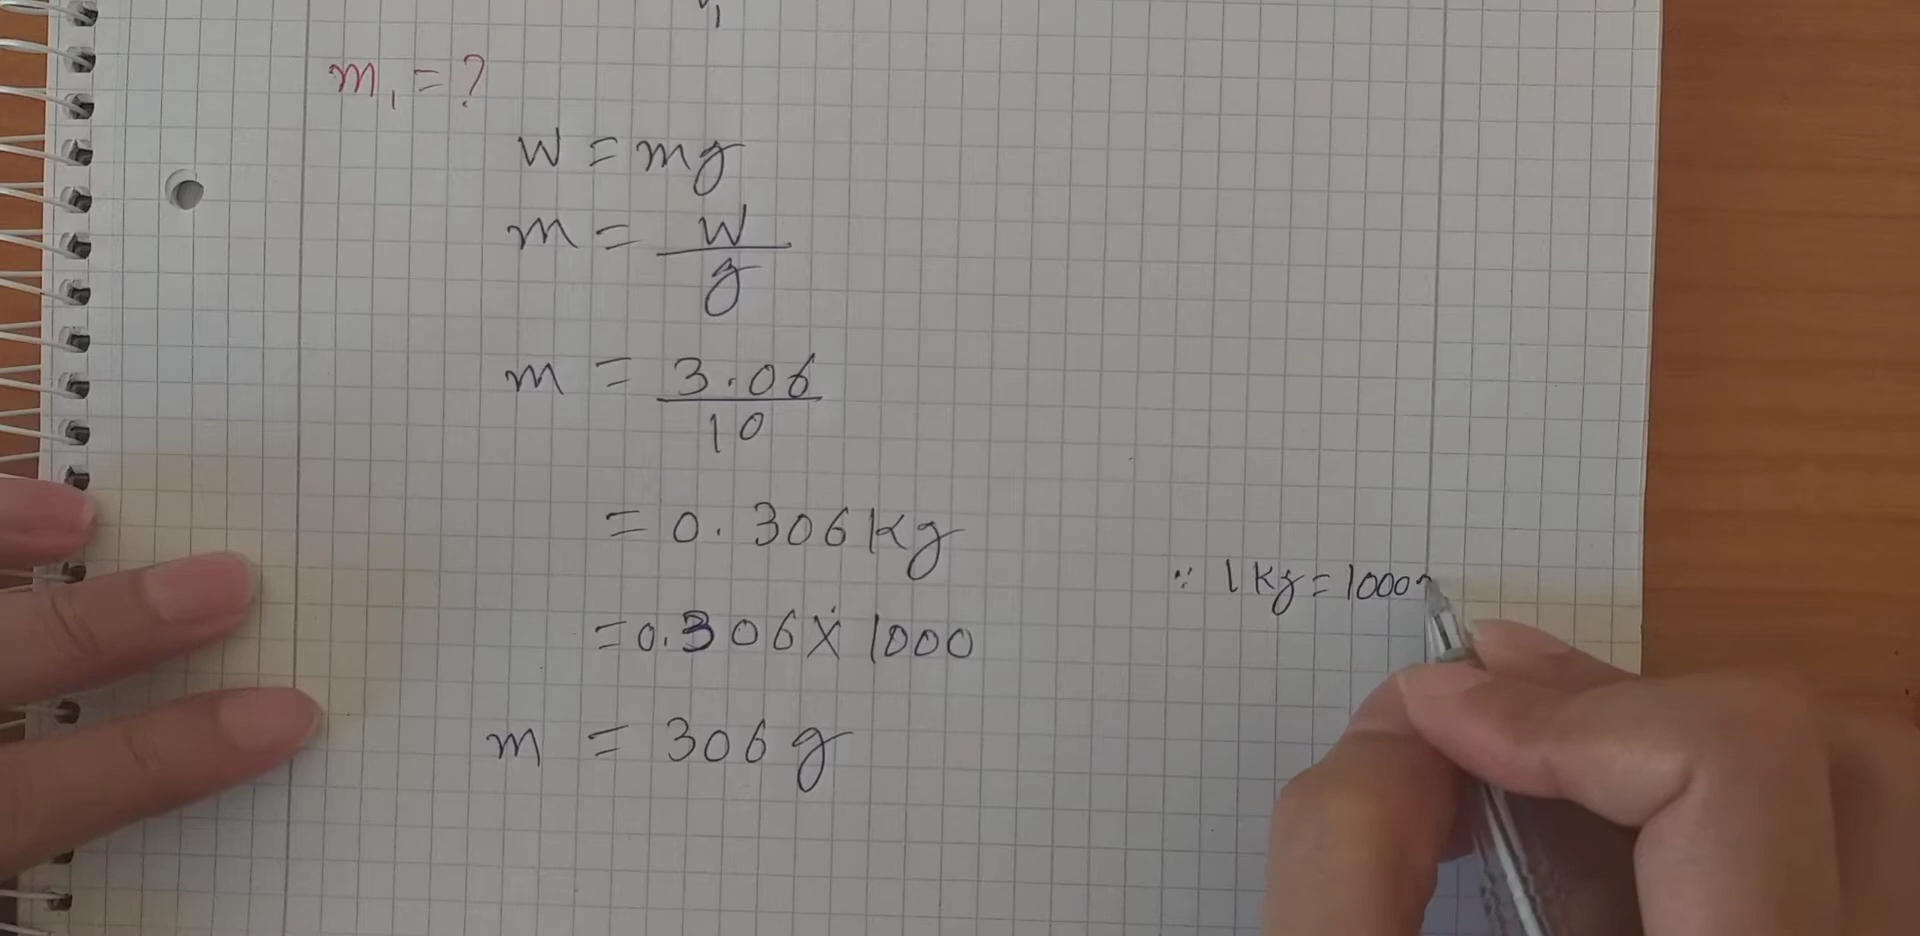 m₁ = ?
W = mg
m = W/g
m = 3.06/10
= 0.306 kg
∵ 1 kg = 1000
= 0.306 × 1000
m = 306 g